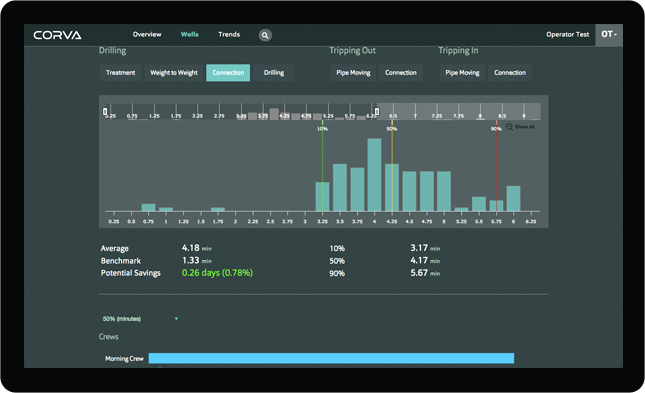 CORVA Overview Wells Trends Operator Test OT
Drilling Tripping Out Tripping In
Treatment Weight to Weight Connection Drilling Pipe Moving Connection Pipe Moving Connection
0.25 0.75 1.25 1.75 2.25 2.75 3.25 3.75 4.25 4.75 5.25 5.75 6.25 6.5 7 7.25 7.75 8 8.5 9
10% 50% 90% Show all
0.25 0.5 0.75 1 1.25 1.5 1.75 2 2.25 2.5 2.75 3 3.25 3.5 3.75 4 4.25 4.5 4.75 5 5.25 5.5 5.75 6 6.25
Average 4.18 min 10% 3.17 min
Benchmark 1.33 min 50% 4.17 min
Potential Savings 0.26 days (0.78%) 90% 5.67 min
50% (minutes)
Crews
Morning Crew